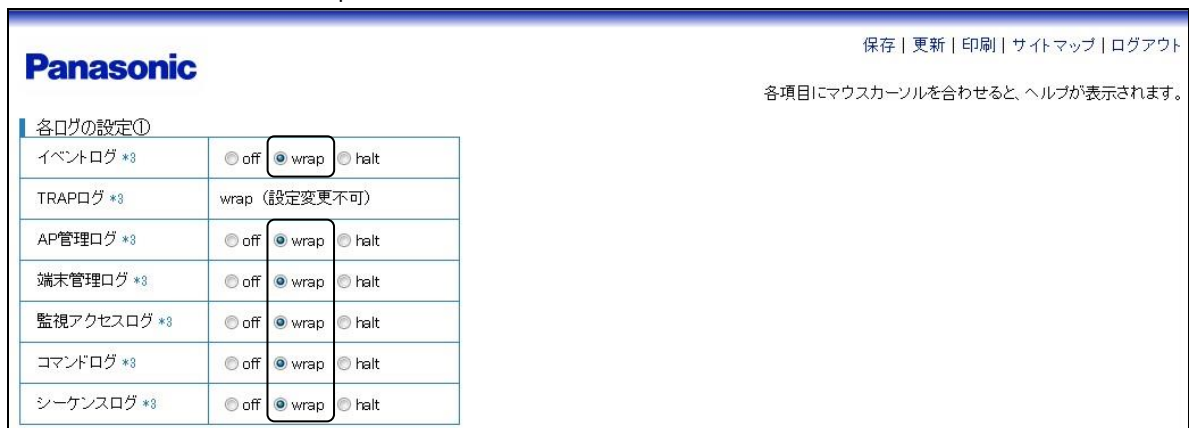 保存 | 更新 | 印刷 | サイトマップ | ログアウト
Panasonic
各項目にマウスカーソルを合わせると、ヘルプが表示されます。
各ログの設定①
イベントログ *3 off wrap halt
TRAPログ *3 wrap (設定変更不可)
AP管理ログ *3 off wrap halt
端末管理ログ *3 off wrap halt
監視アクセスログ *3 off wrap halt
コマンドログ *3 off wrap halt
シーケンスログ *3 off wrap halt